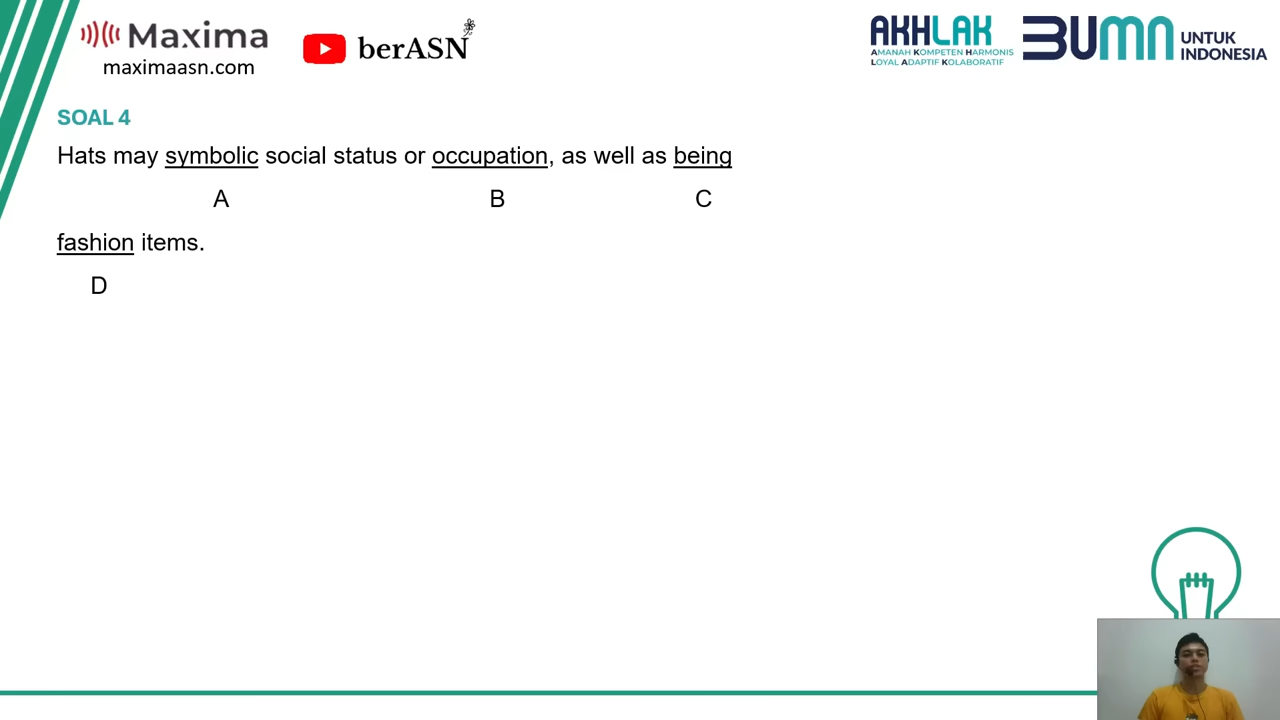 Maxima
maximaasn.com
berASN
AKHLAK
AMANAH KOMPETEN HARMONIS
LOYAL ADAPTIF KOLABORATIF
BUMN
UNTUK
INDONESIA
SOAL 4
Hats may symbolic social status or occupation, as well as being
A B C
fashion items.
D